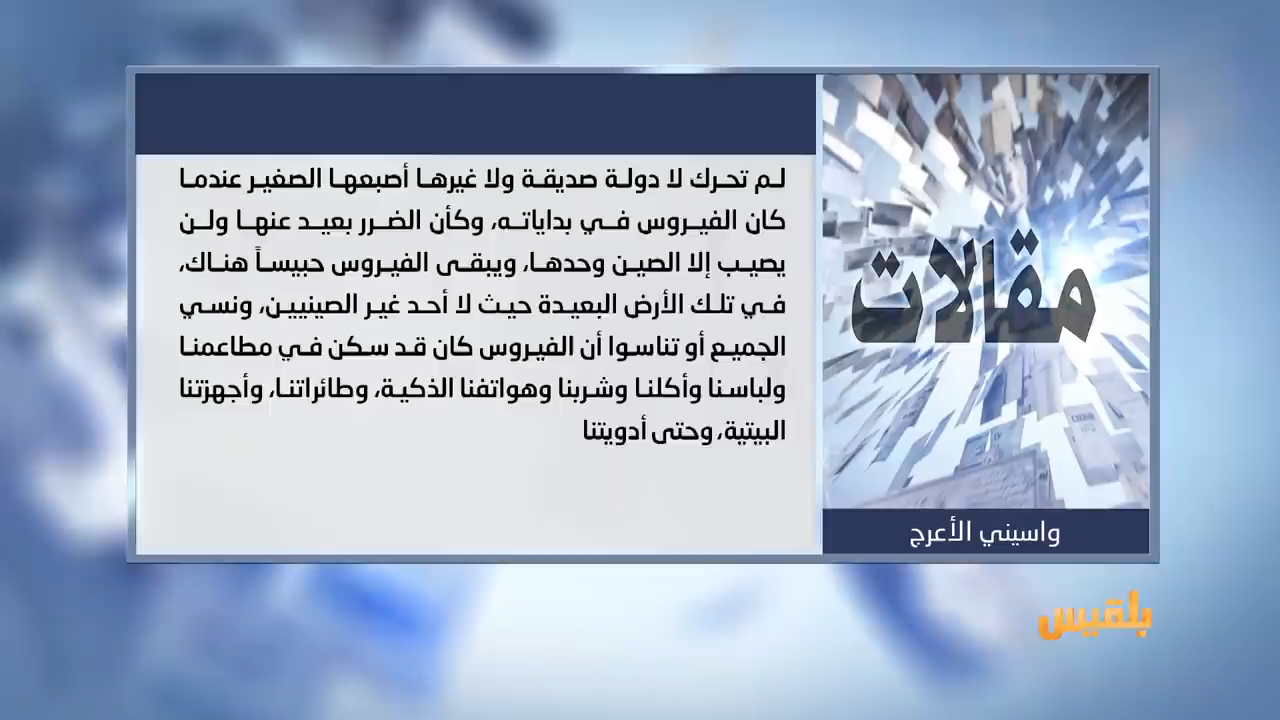 لم تحرك لا دولة صديقة ولا غيرها أصبعها الصغير عندما
كان الفيروس في بداياته، وكأن الضرر بعيد عنها ولن
يصيب إلا الصين وحدها، ويبقى الفيروس حبيساً هناك،
في تلك الأرض البعيدة حيث لا أحد غير الصينيين، ونسي
الجميع أو تناسوا أن الفيروس كان قد سكن في مطاعمنا
ولباسنا وأكلنا وشربنا وهواتفنا الذكية، وطائراتنا، وأجهزتنا
البيتية، وحتى أدويتنا
مقالات
واسيني الأعرج
بلقيس